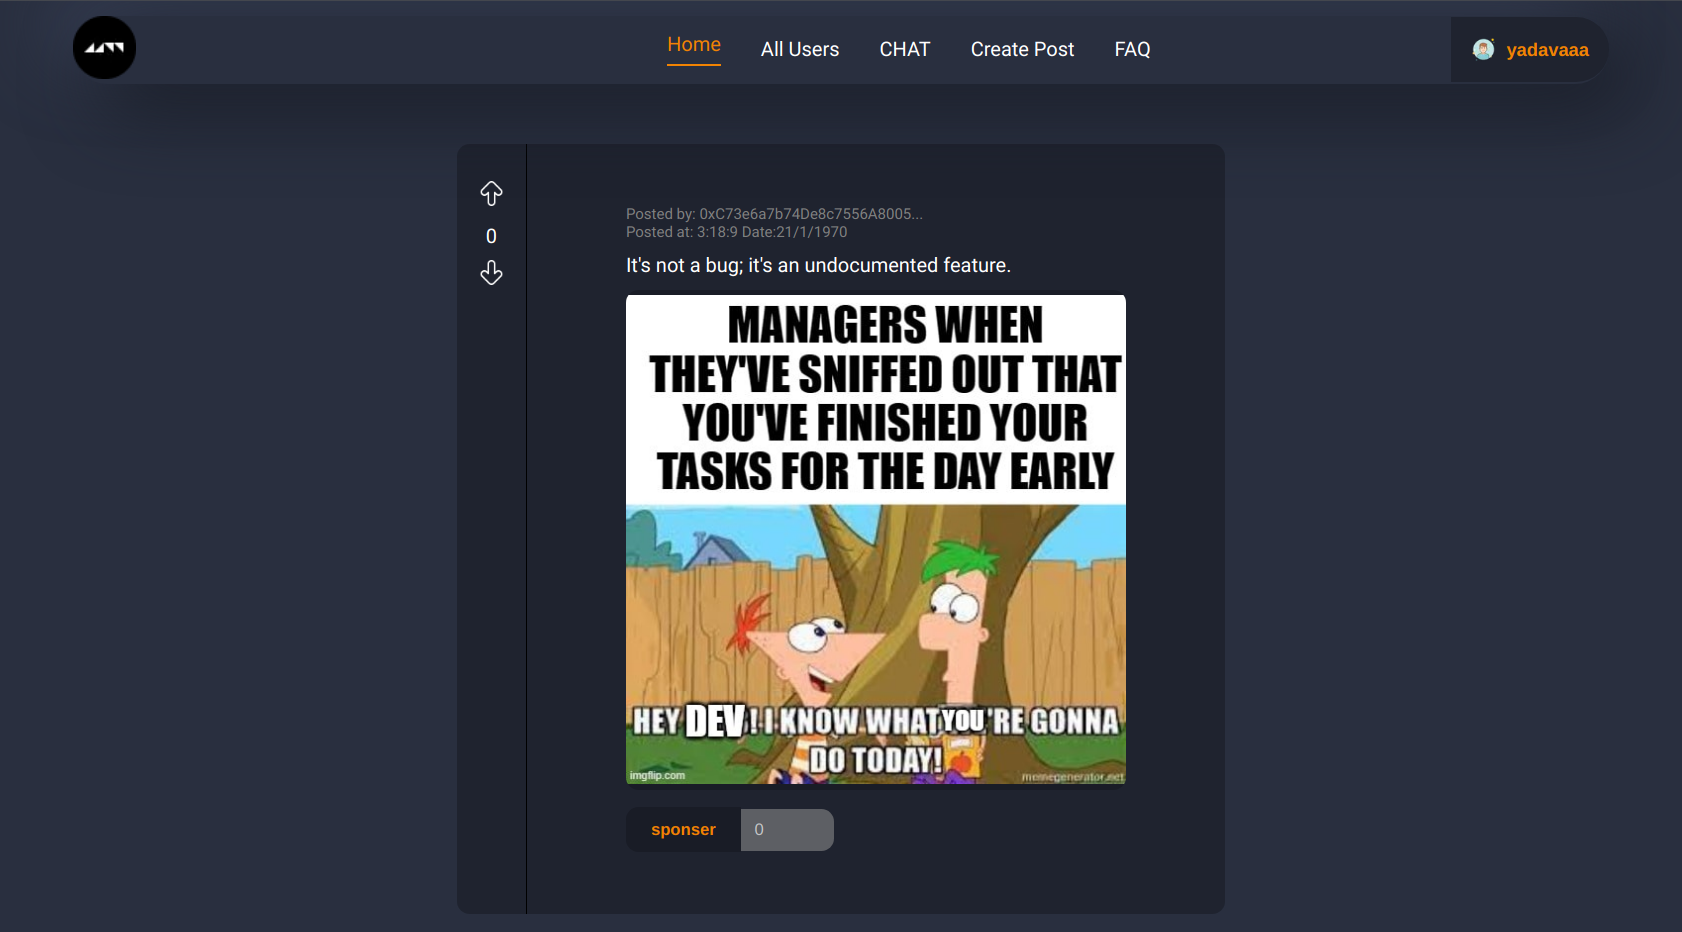 Home
All Users
CHAT
Create Post
FAQ
yadavaaa
0
Posted by: 0xC73e6a7b74De8c7556A8005...
Posted at: 3:18:9 Date:21/1/1970
It's not a bug; it's an undocumented feature.
MANAGERS WHEN
THEY'VE SNIFFED OUT THAT
YOU'VE FINISHED YOUR
TASKS FOR THE DAY EARLY
HEY DEV! I KNOW WHAT YOU'RE GONNA
DO TODAY!
imgflip.com
memegenerator.net
sponser
0